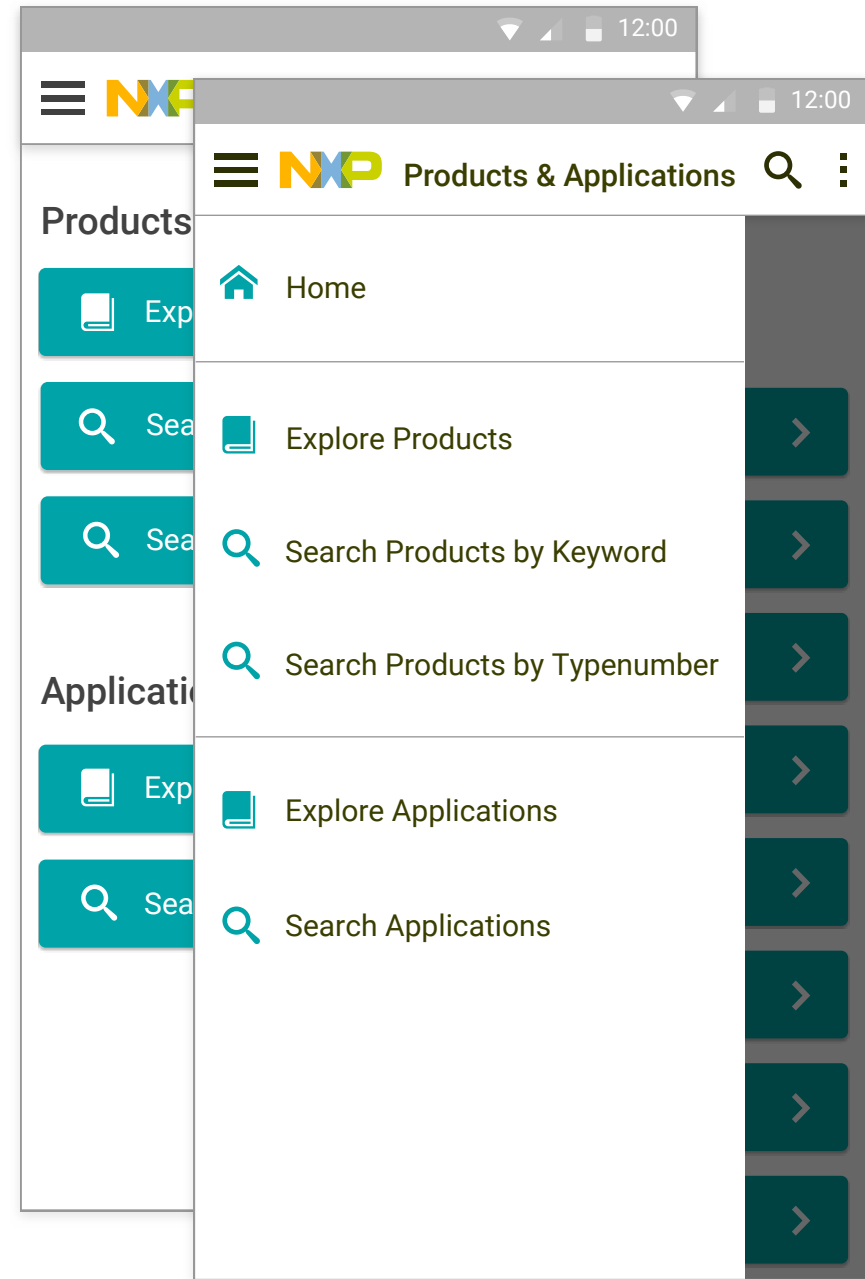 12:00
NXP
Products
Exp
Sea
Sea
Applicati
Exp
Sea
12:00
NXP Products & Applications
Home
Explore Products
Search Products by Keyword
Search Products by Typenumber
Explore Applications
Search Applications